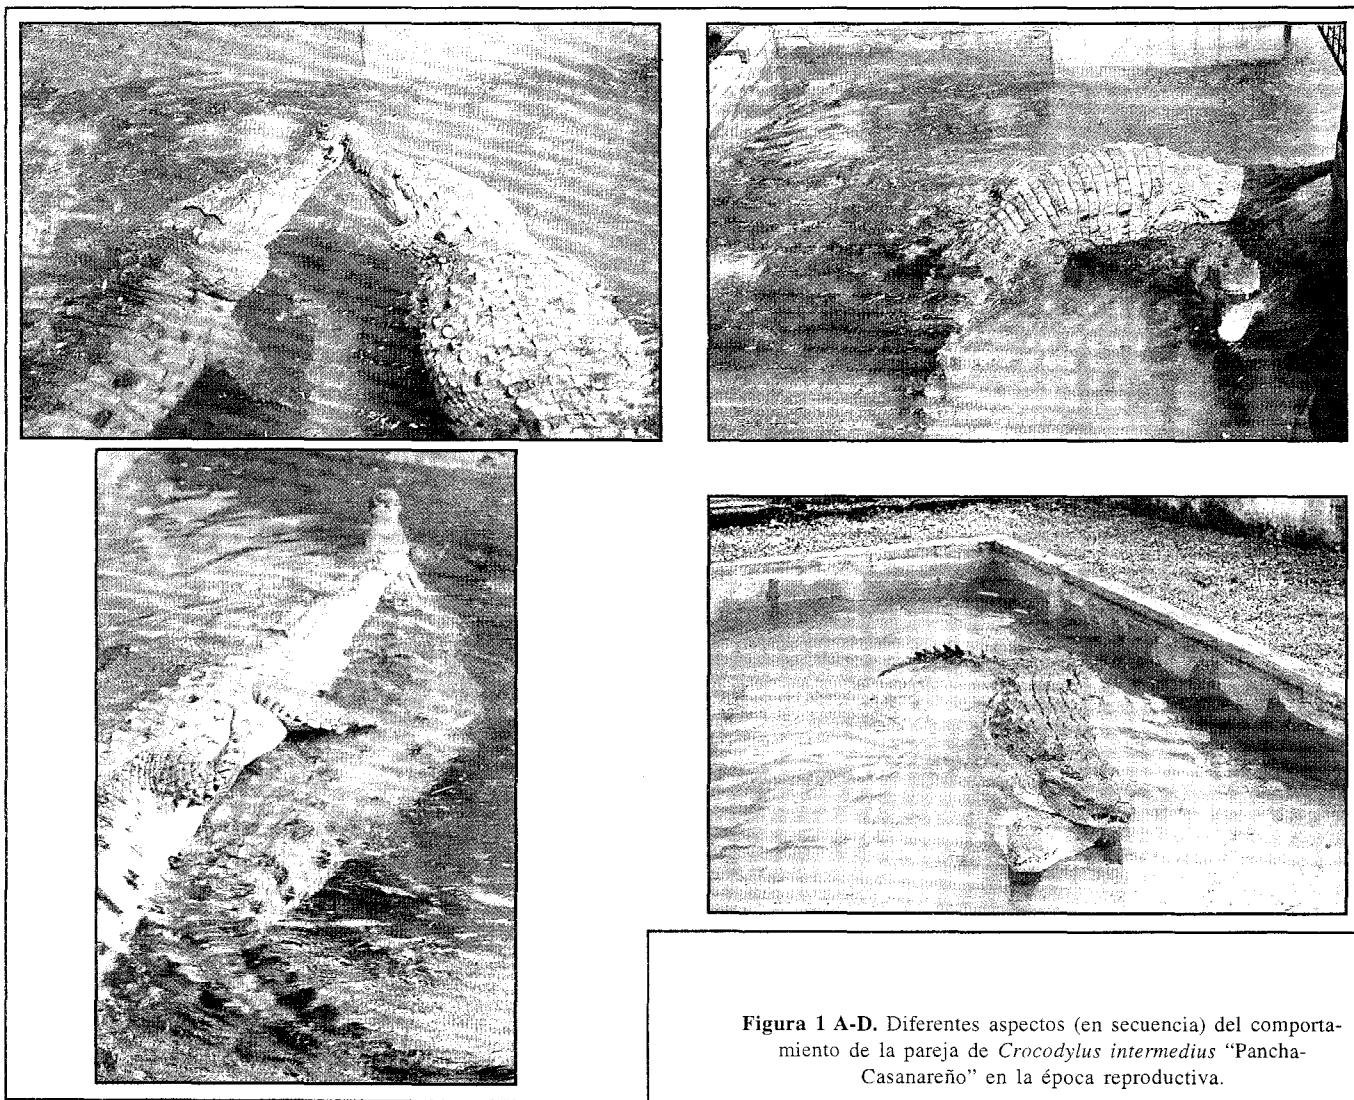 Figura 1 A-D. Diferentes aspectos (en secuencia) del comporta-
miento de la pareja de Crocodylus intermedius “Pancha-
Casanareño” en la época reproductiva.